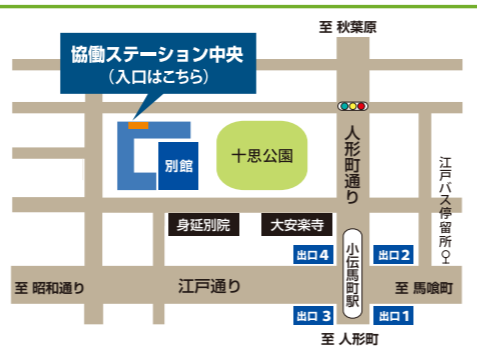 至 秋葉原
協働ステーション中央
（入口はこちら）
人形町通り
別館
十思公園
江戸バス停留所
身延別院
大安楽寺
小伝馬町駅
出口4
出口2
至 昭和通り
江戸通り
至 馬喰町
出口 3
出口1
至 人形町